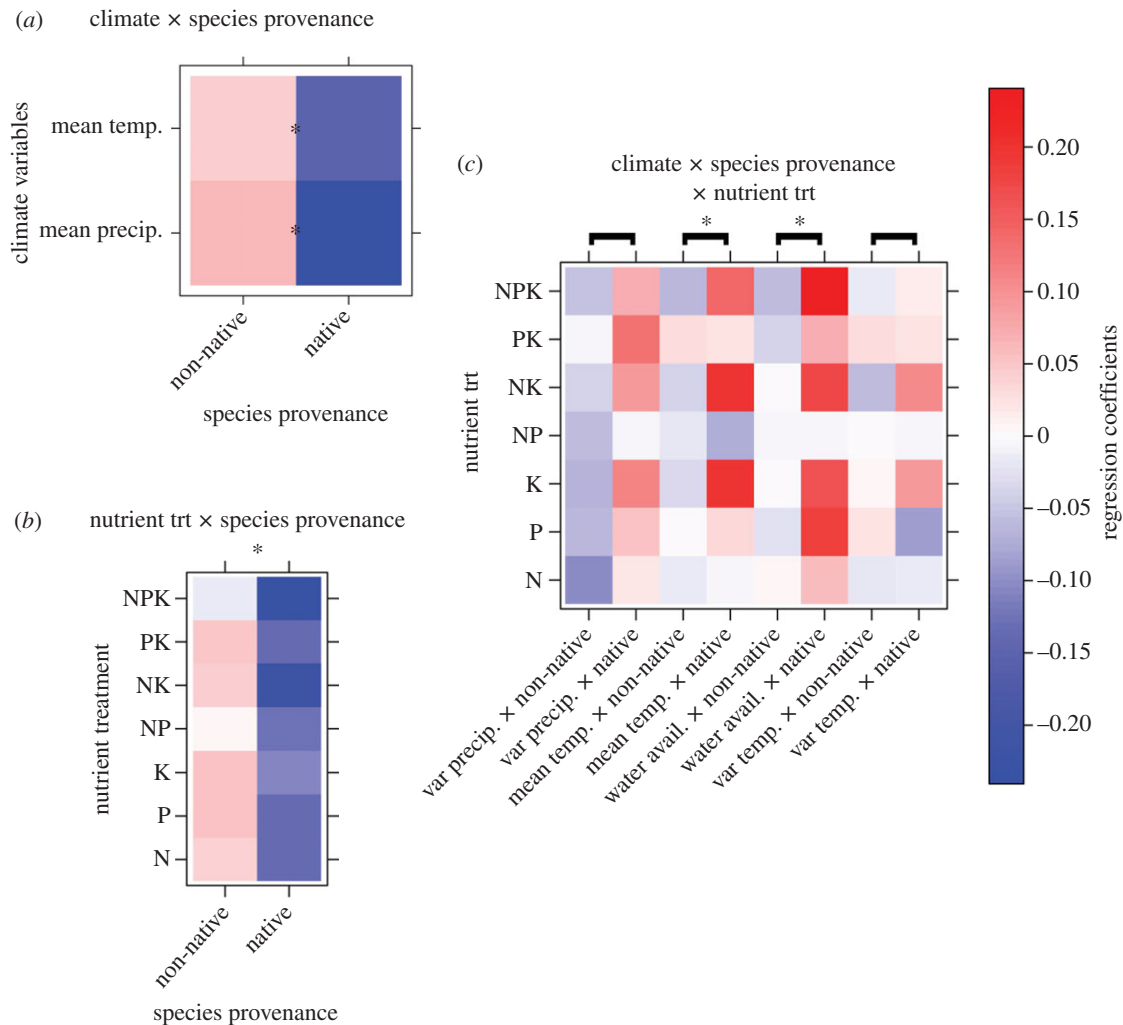 (a) climate × species provenance
climate variables
mean temp.
*
mean precip.
*
non-native
native
species provenance
(b) nutrient trt × species provenance
*
nutrient treatment
NPK
PK
NK
NP
K
P
N
non-native
native
species provenance
(c) climate × species provenance
× nutrient trt
* *
nutrient trt
NPK
PK
NK
NP
K
P
N
var precip. × non-native
var precip. × native
mean temp. × non-native
mean temp. × native
water avail. × non-native
water avail. × native
var temp. × non-native
var temp. × native
0.20
0.15
0.10
0.05
0
–0.05
–0.10
–0.15
–0.20
regression coefficients